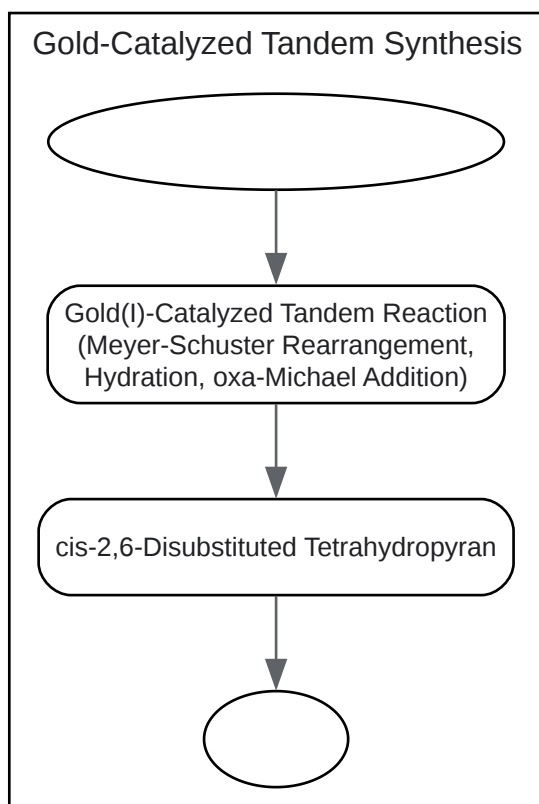 Gold-Catalyzed Tandem Synthesis
Gold(I)-Catalyzed Tandem Reaction
(Meyer-Schuster Rearrangement,
Hydration, oxa-Michael Addition)
cis-2,6-Disubstituted Tetrahydropyran